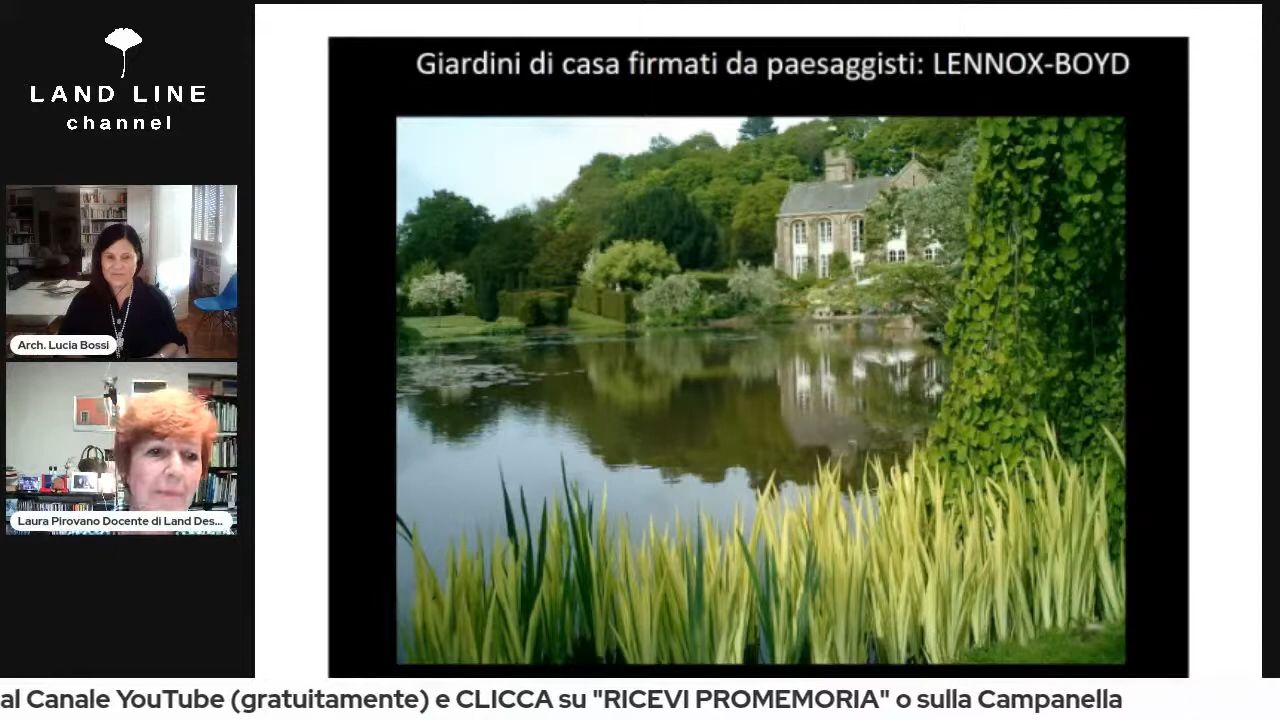 LAND LINE
channel
Giardini di casa firmati da paesaggisti: LENNOX-BOYD
Arch. Lucia Bossi
Laura Pirovano Docente di Land Des...
al Canale YouTube (gratuitamente) e CLICCA su "RICEVI PROMEMORIA" o sulla Campanella